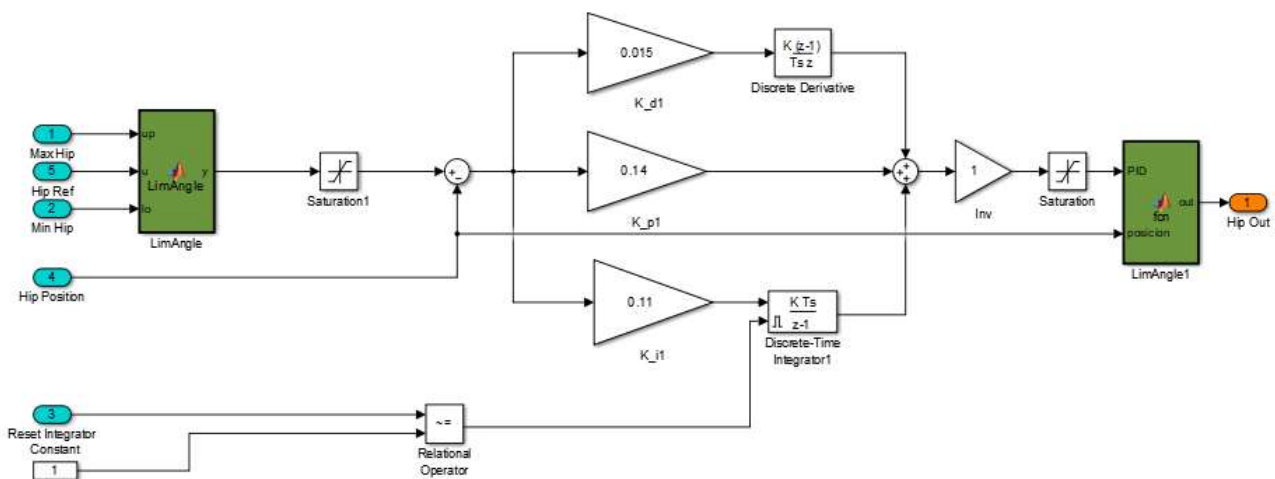 0.015
K (z-1)
Ts z
Discrete Derivative
K_d1
1
Max Hip
5
Hip Ref
2
Min Hip
up
u
lo
LimAngle
y
LimAngle
Saturation1
4
Hip Position
0.14
K_p1
1
Inv
Saturation
PID
fcn
out
posicion
LimAngle1
1
Hip Out
0.11
K_i1
K Ts
z-1
Discrete-Time
Integrator1
3
Reset Integrator
Constant
1
~=
Relational
Operator